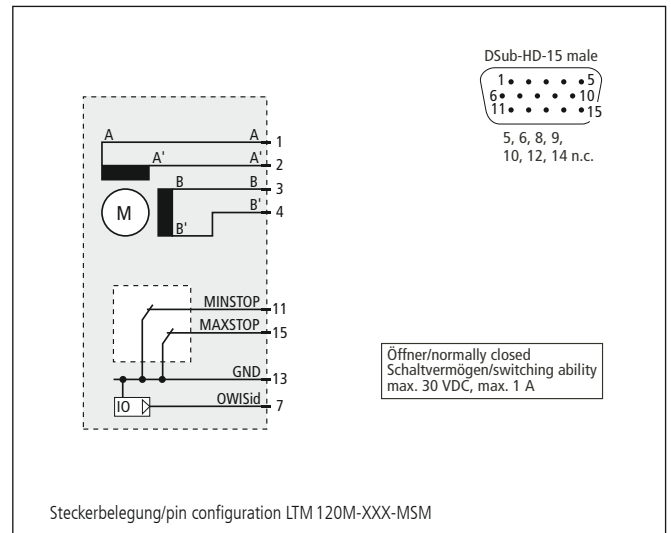 DSub-HD-15 male
1 5
6 10
11 15
5, 6, 8, 9,
10, 12, 14 n.c.
A A 1
A' A' 2
B B 3
M B' 4
B'
MINSTOP 11
MAXSTOP 15
GND 13
IO OWISid 7
Öffner/normally closed
Schaltvermögen/switching ability
max. 30 VDC, max. 1 A
Steckerbelegung/pin configuration LTM 120M-XXX-MSM